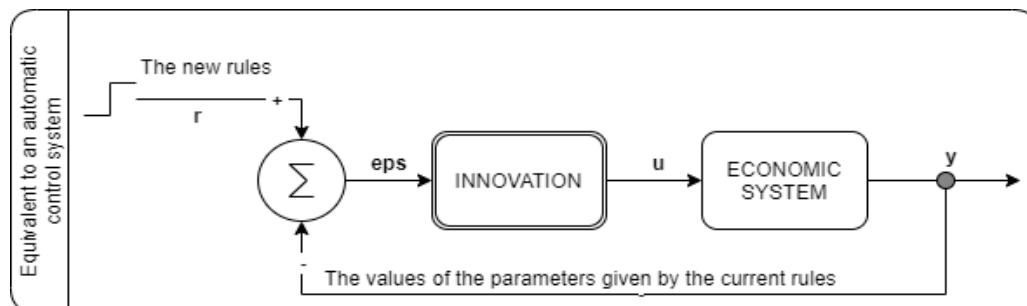 Equivalent to an automatic
control system
The new rules
r
+
Σ
eps
INNOVATION
u
ECONOMIC
SYSTEM
y
-
The values of the parameters given by the current rules